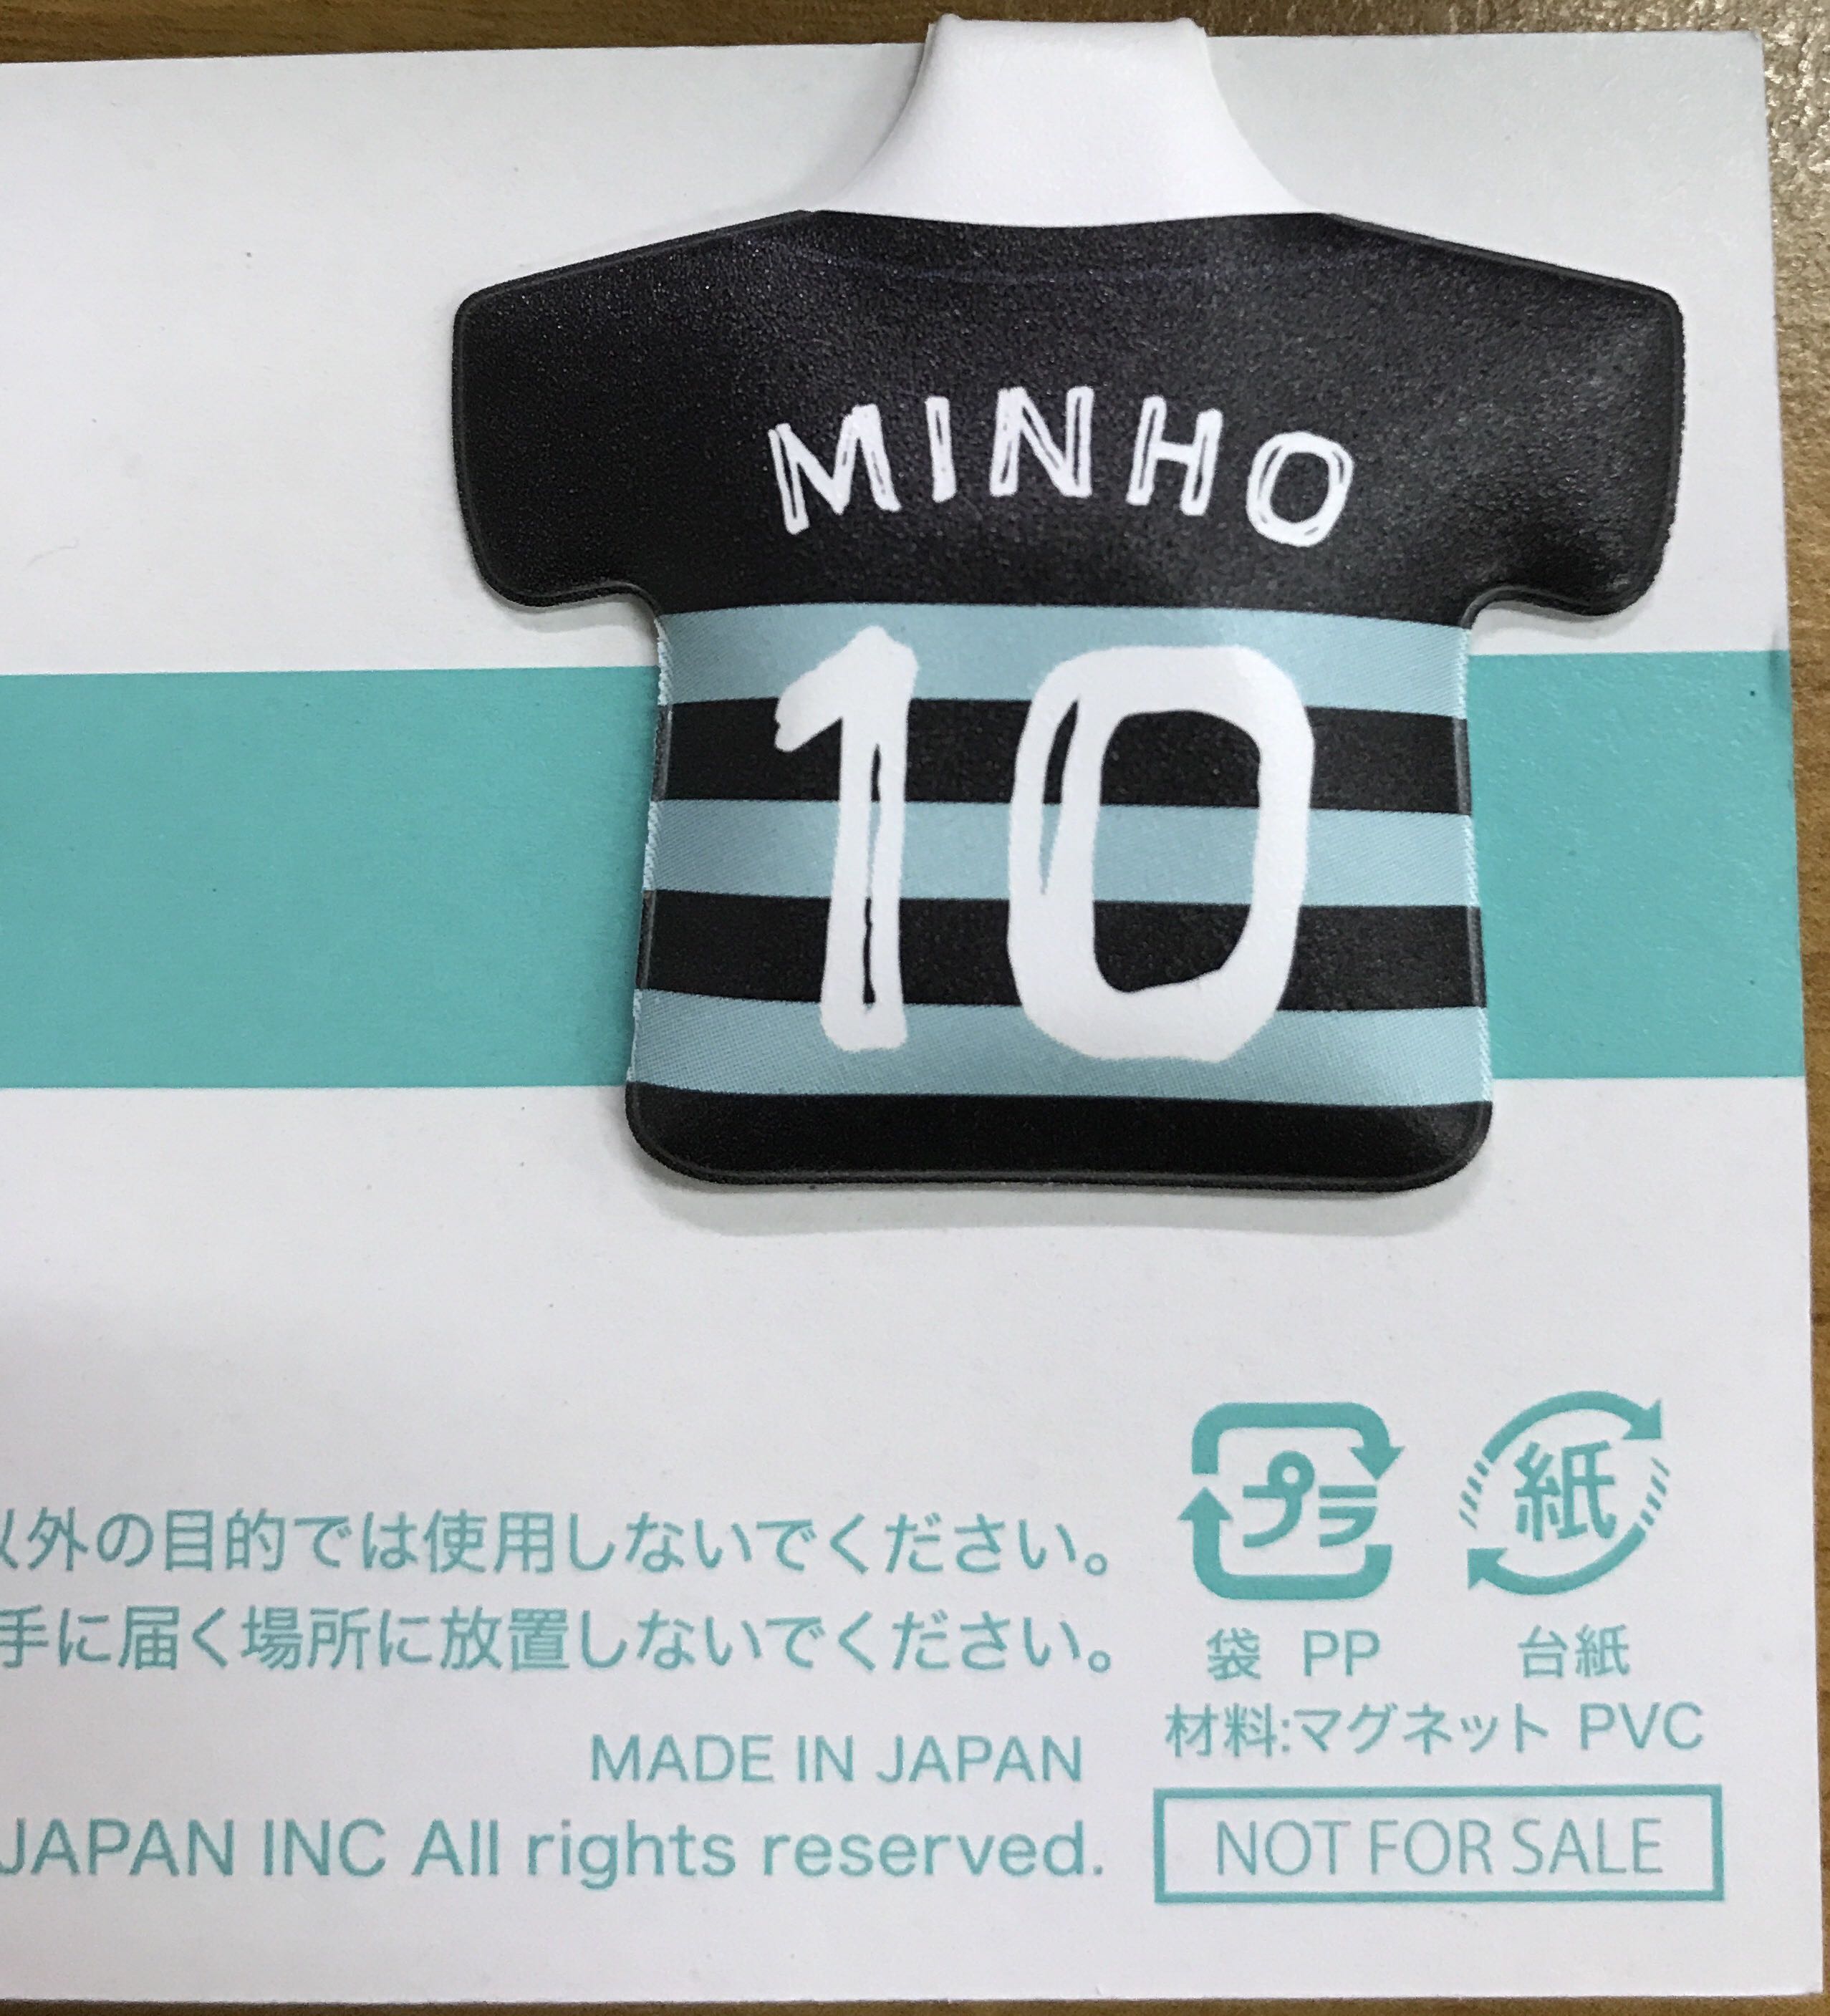 MINHO
10
以外の目的では使用しないでください。
手に届く場所に放置しないでください。
MADE IN JAPAN
JAPAN INC All rights reserved.
プラ
紙
袋 PP
台紙
材料:マグネット PVC
NOT FOR SALE